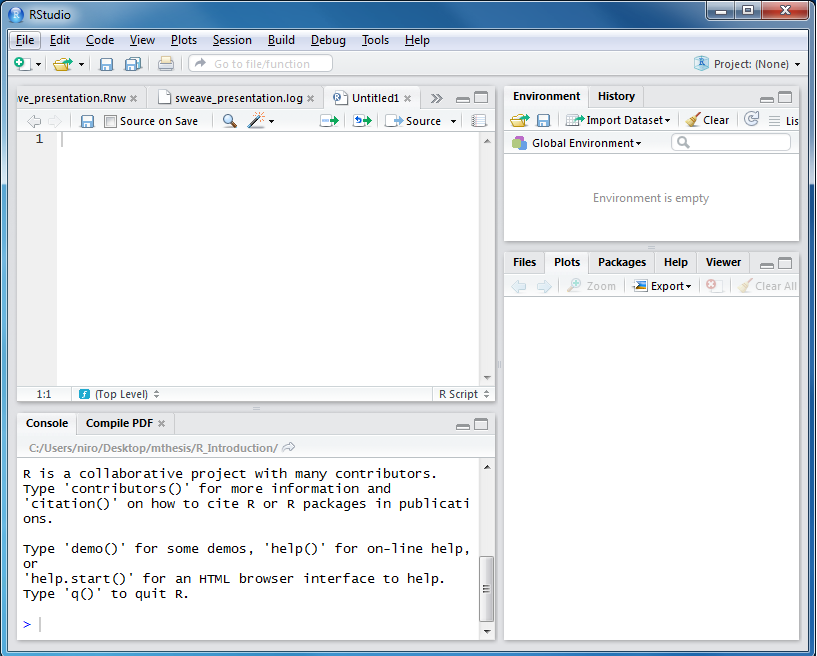 RStudio
File Edit Code View Plots Session Build Debug Tools Help
Go to file/function Project: (None)
ve_presentation.Rnw sweave_presentation.log Untitled1
Source on Save Source
1
1:1 (Top Level) R Script
Console Compile PDF
C:/Users/niro/Desktop/mthesis/R_Introduction/
R is a collaborative project with many contributors.
Type 'contributors()' for more information and
'citation()' on how to cite R or R packages in publicati
ons.
Type 'demo()' for some demos, 'help()' for on-line help,
or
'help.start()' for an HTML browser interface to help.
Type 'q()' to quit R.
>
Environment History
Import Dataset Clear Lis
Global Environment
Environment is empty
Files Plots Packages Help Viewer
Zoom Export Clear All